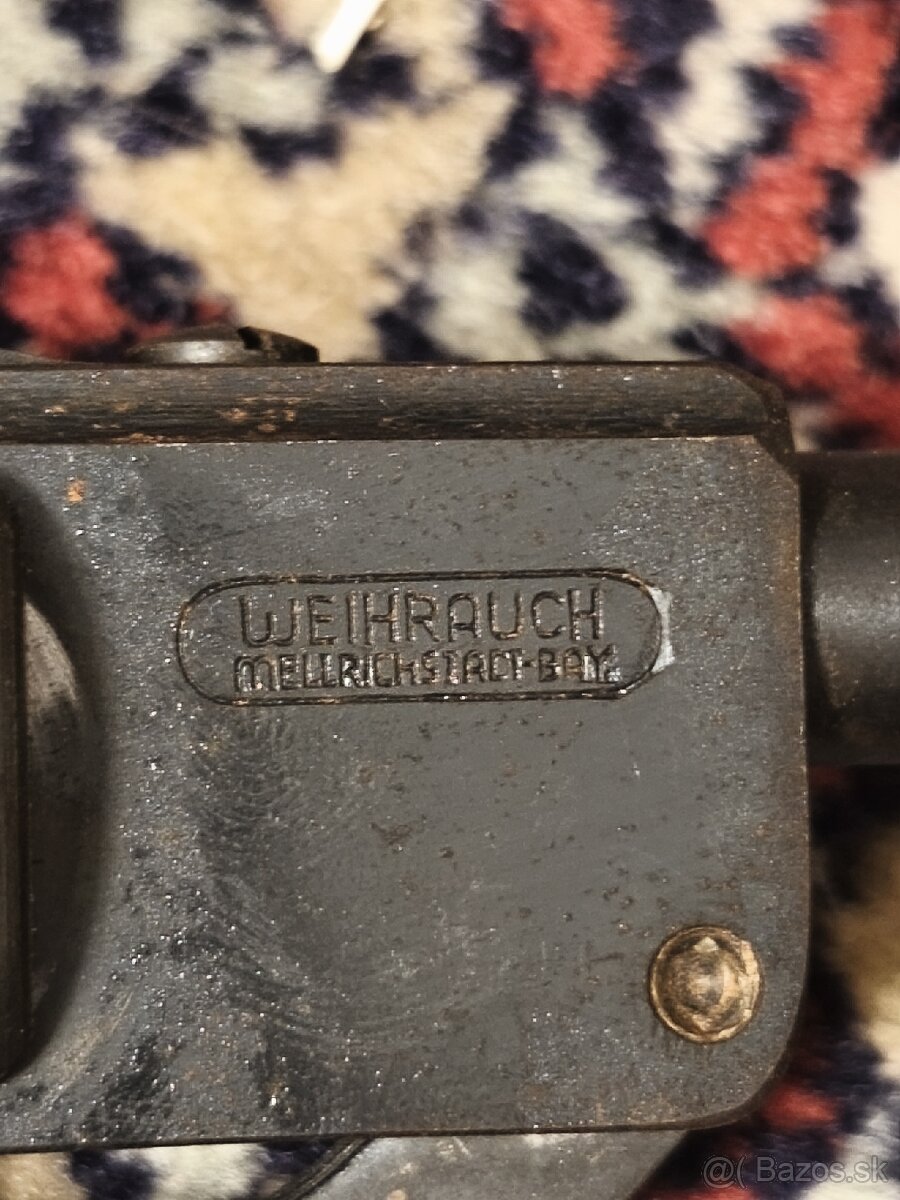 WEIHRAUCH
MELLRICHSTADT-BAY.
@( Bazos.sk